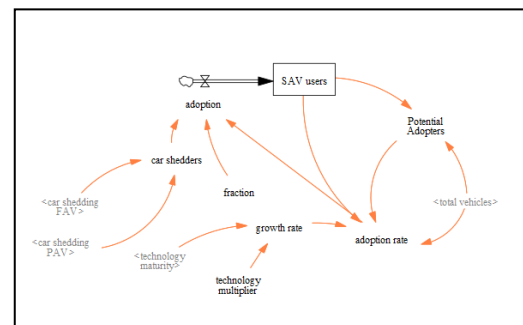 SAV users
adoption
Potential
Adopters
car shedders
fraction
<car shedding
FAV>
<total vehicles>
<car shedding
PAV>
growth rate
<technology
maturity>
adoption rate
technology
multiplier